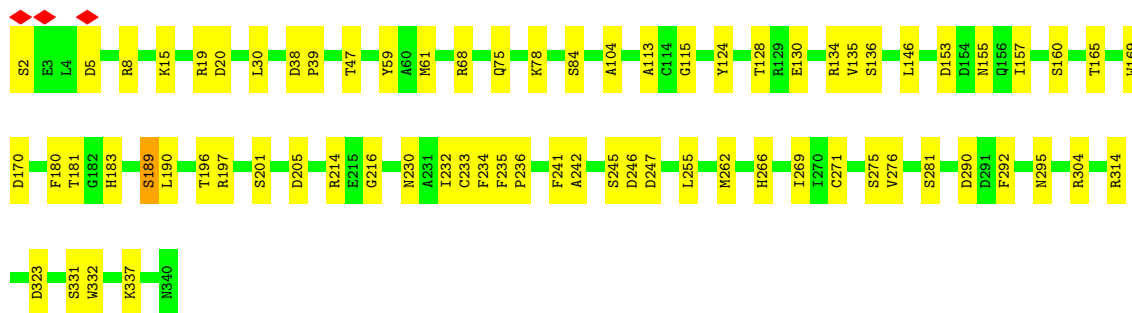 S2 E3 L4 D5 R8 K15 R19 D20 L30 D38 P39 T47 Y59 A60 M61 R68 Q75 K78 S84 A104 A113 C114 G115 Y124 T128 R129 E130 R134 V135 S136 L146 D153 D154 N155 Q156 I157 S160 T165 W169
D170 F180 T181 G182 H183 S189 L190 T196 R197 S201 D205 R214 E215 G216 N230 A231 I232 C233 F234 F235 P236 F241 A242 S245 D246 D247 L255 M262 H266 I269 I270 C271 S275 V276 S281 D290 D291 F292 N295 R304 R314
D323 S331 W332 K337 N340